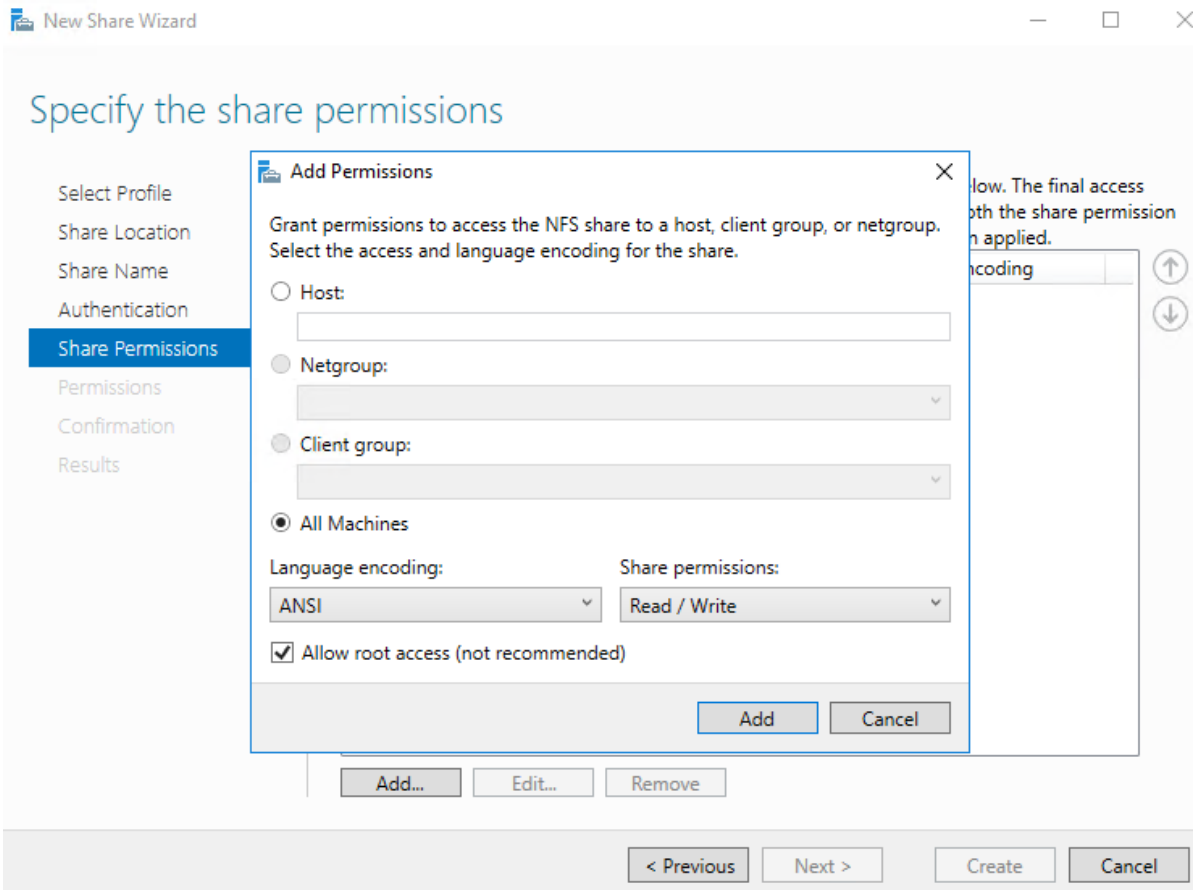 New Share Wizard
Specify the share permissions
Select Profile
Share Location
Share Name
Authentication
Share Permissions
Permissions
Confirmation
Results
low. The final access
oth the share permission
n applied.
ncoding
Add Permissions
Grant permissions to access the NFS share to a host, client group, or netgroup.
Select the access and language encoding for the share.
Host:
Netgroup:
Client group:
All Machines
Language encoding: Share permissions:
ANSI Read / Write
Allow root access (not recommended)
Add Cancel
Add... Edit... Remove
< Previous Next > Create Cancel